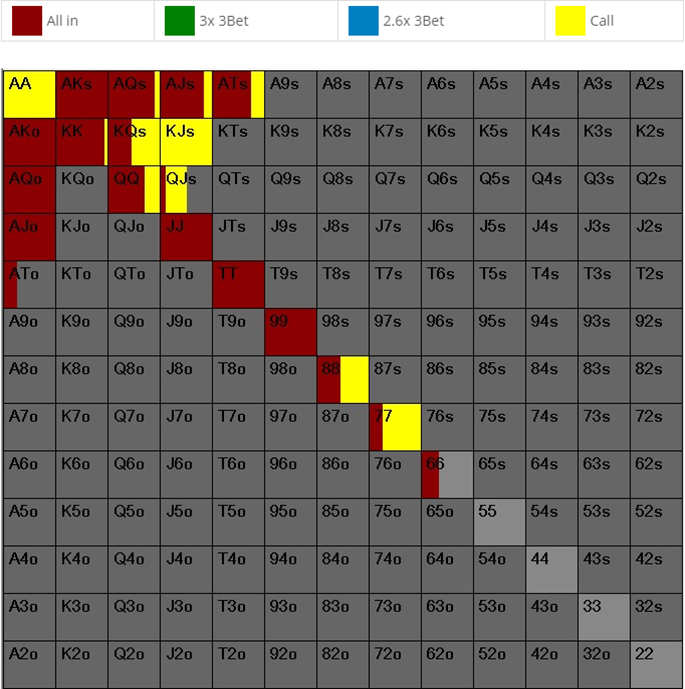 All in 3x 3Bet 2.6x 3Bet Call
AA AKs AQs AJs ATs A9s A8s A7s A6s A5s A4s A3s A2s
AKo KK KQs KJs KTs K9s K8s K7s K6s K5s K4s K3s K2s
AQo KQo QQ QJs QTs Q9s Q8s Q7s Q6s Q5s Q4s Q3s Q2s
AJo KJo QJo JJ JTs J9s J8s J7s J6s J5s J4s J3s J2s
ATo KTo QTo JTo TT T9s T8s T7s T6s T5s T4s T3s T2s
A9o K9o Q9o J9o T9o 99 98s 97s 96s 95s 94s 93s 92s
A8o K8o Q8o J8o T8o 98o 88 87s 86s 85s 84s 83s 82s
A7o K7o Q7o J7o T7o 97o 87o 77 76s 75s 74s 73s 72s
A6o K6o Q6o J6o T6o 96o 86o 76o 66 65s 64s 63s 62s
A5o K5o Q5o J5o T5o 95o 85o 75o 65o 55 54s 53s 52s
A4o K4o Q4o J4o T4o 94o 84o 74o 64o 54o 44 43s 42s
A3o K3o Q3o J3o T3o 93o 83o 73o 63o 53o 43o 33 32s
A2o K2o Q2o J2o T2o 92o 82o 72o 62o 52o 42o 32o 22